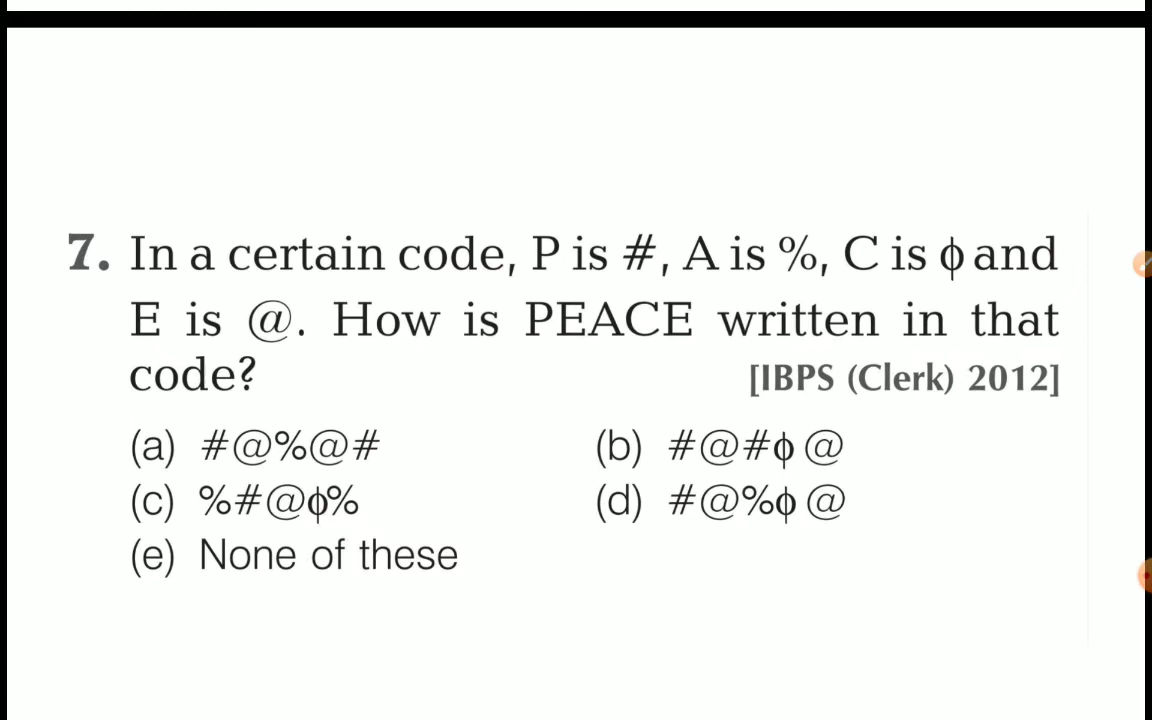 7. In a certain code, P is #, A is %, C is ϕ and
E is @. How is PEACE written in that
code? [IBPS (Clerk) 2012]
(a) #@%@# (b) #@#ϕ @
(c) %#@ϕ% (d) #@%ϕ @
(e) None of these